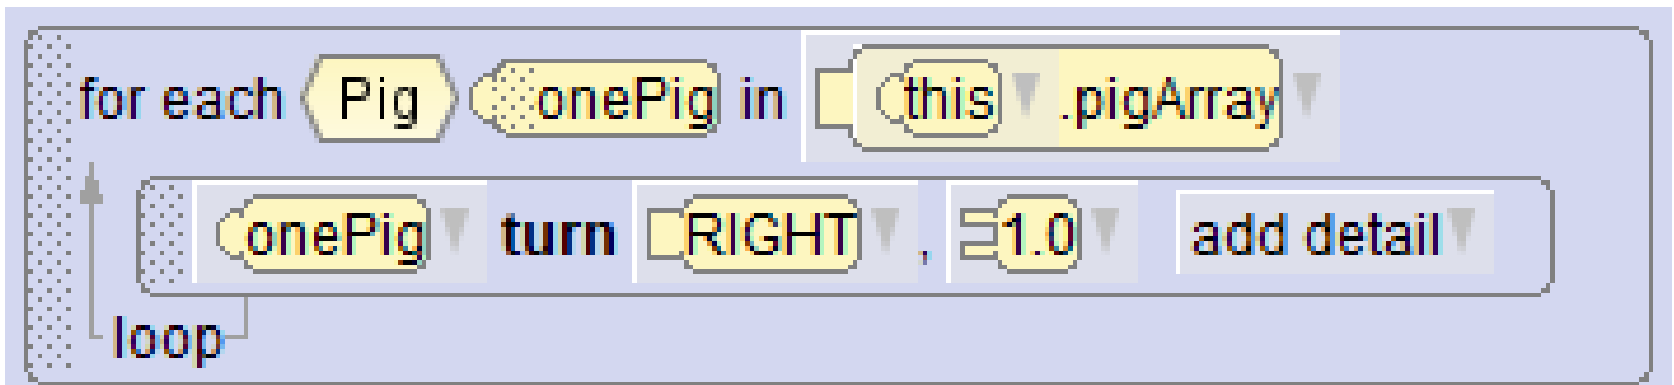 for each Pig onePig in this .pigArray
onePig turn RIGHT , 1.0 add detail
loop